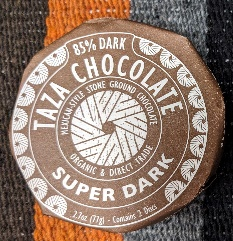 85% DARK
TAZA CHOCOLATE
MEXICAN-STYLE STONE GROUND CHOCOLATE
ORGANIC & DIRECT TRADE
SUPER DARK
2.7oz (77g) - Contains 2 Discs